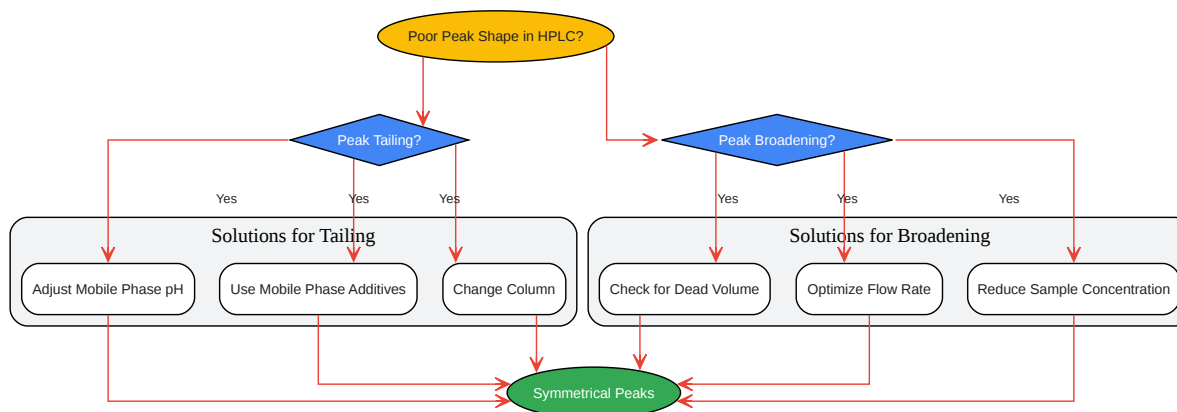 Poor Peak Shape in HPLC?
Peak Tailing?
Peak Broadening?
Yes
Yes
Yes
Yes
Yes
Yes
Solutions for Tailing
Solutions for Broadening
Adjust Mobile Phase pH
Use Mobile Phase Additives
Change Column
Check for Dead Volume
Optimize Flow Rate
Reduce Sample Concentration
Symmetrical Peaks